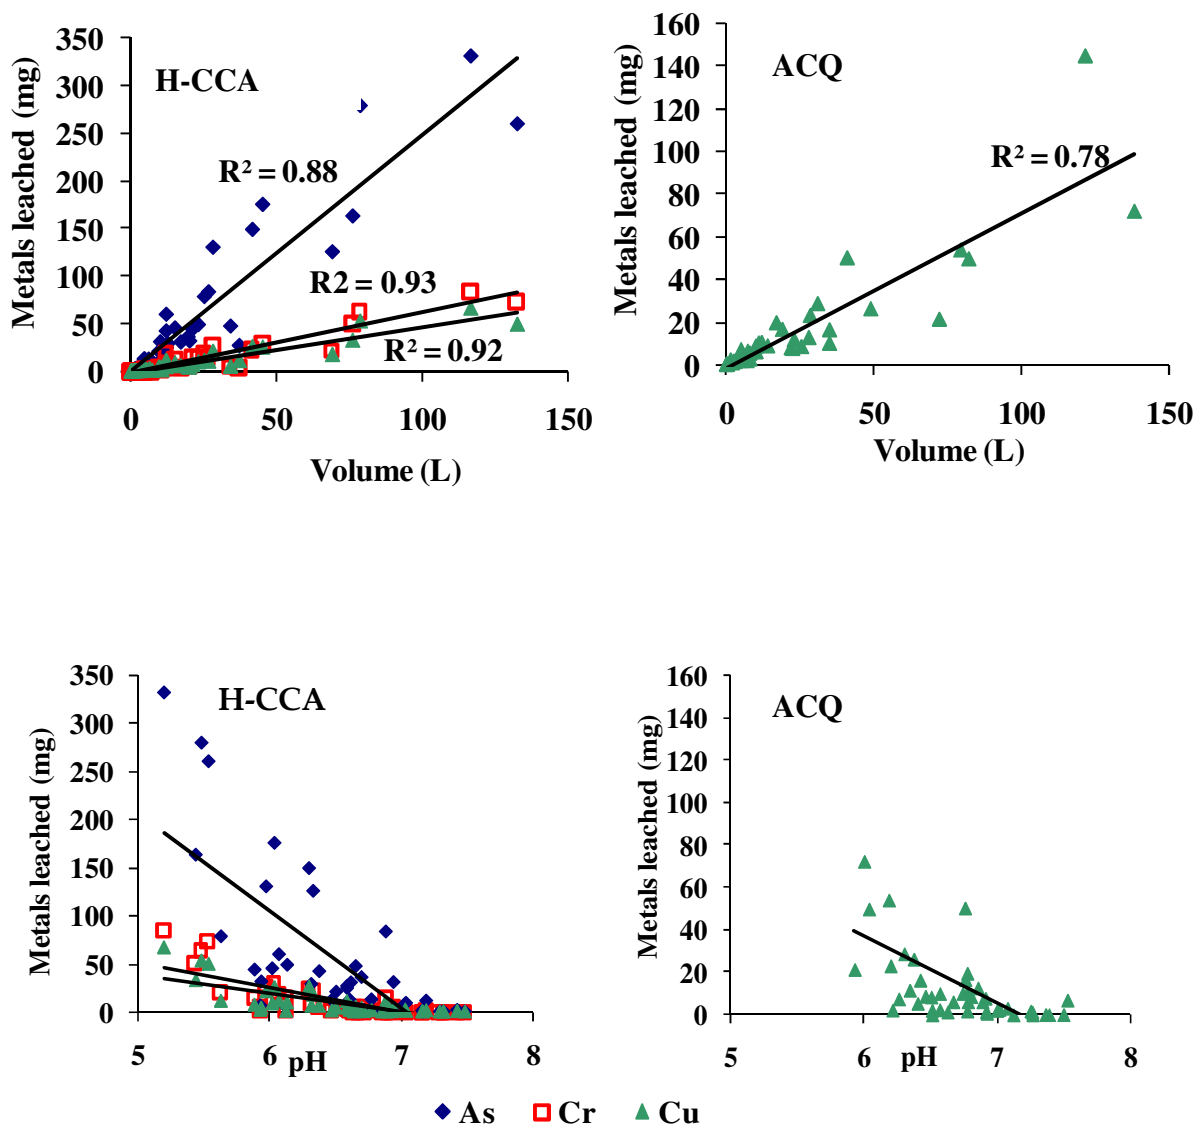 Metals leached (mg)
350
300
250
200
150
100
50
0
H-CCA
R² = 0.88
R2 = 0.93
R² = 0.92
0
50
100
150
Volume (L)
Metals leached (mg)
160
140
120
100
80
60
40
20
0
ACQ
R² = 0.78
0
50
100
150
Volume (L)
Metals leached (mg)
350
300
250
200
150
100
50
0
H-CCA
5
6
7
8
pH
Metals leached (mg)
160
140
120
100
80
60
40
20
0
ACQ
5
6
7
8
pH
As Cr Cu